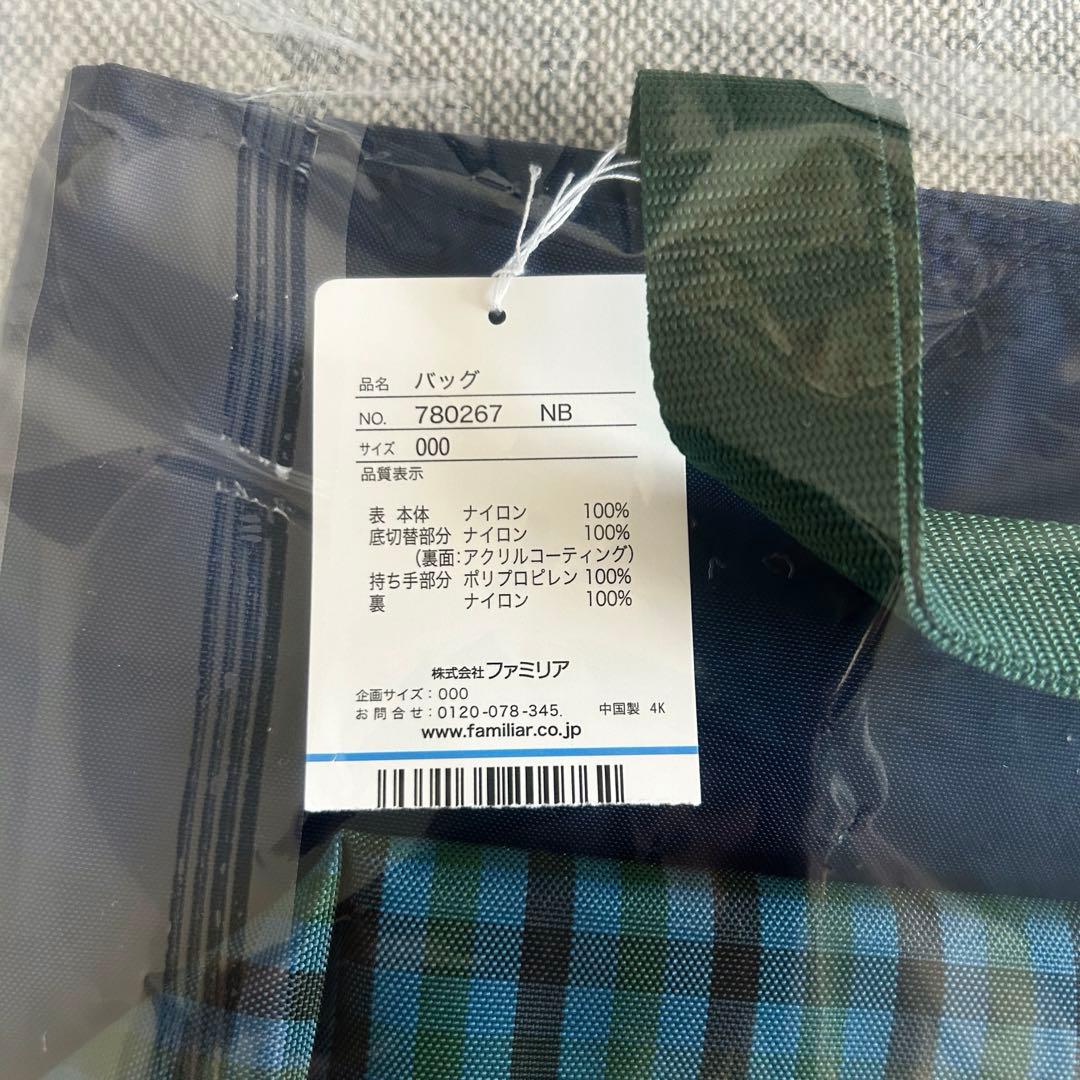 品名 バッグ
NO. 780267 NB
サイズ 000
品質表示
表 本体 ナイロン 100%
底切替部分 ナイロン 100%
(裏面:アクリルコーティング)
持ち手部分 ポリプロピレン 100%
裏 ナイロン 100%
株式会社ファミリア
企画サイズ:000
お問合せ:0120-078-345. 中国製 4K
www.familiar.co.jp